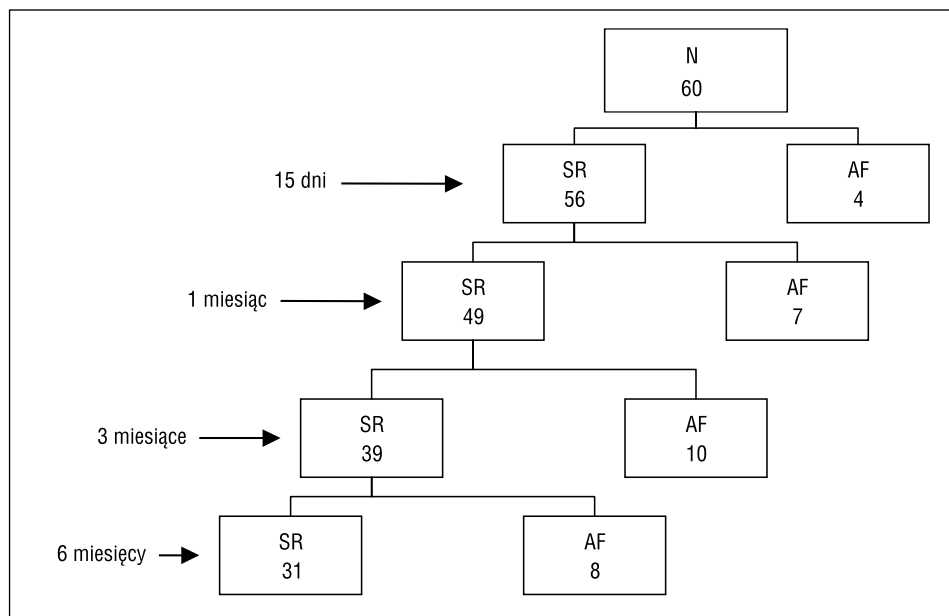 N
60
15 dni
SR
56
AF
4
1 miesiąc
SR
49
AF
7
3 miesiące
SR
39
AF
10
6 miesięcy
SR
31
AF
8